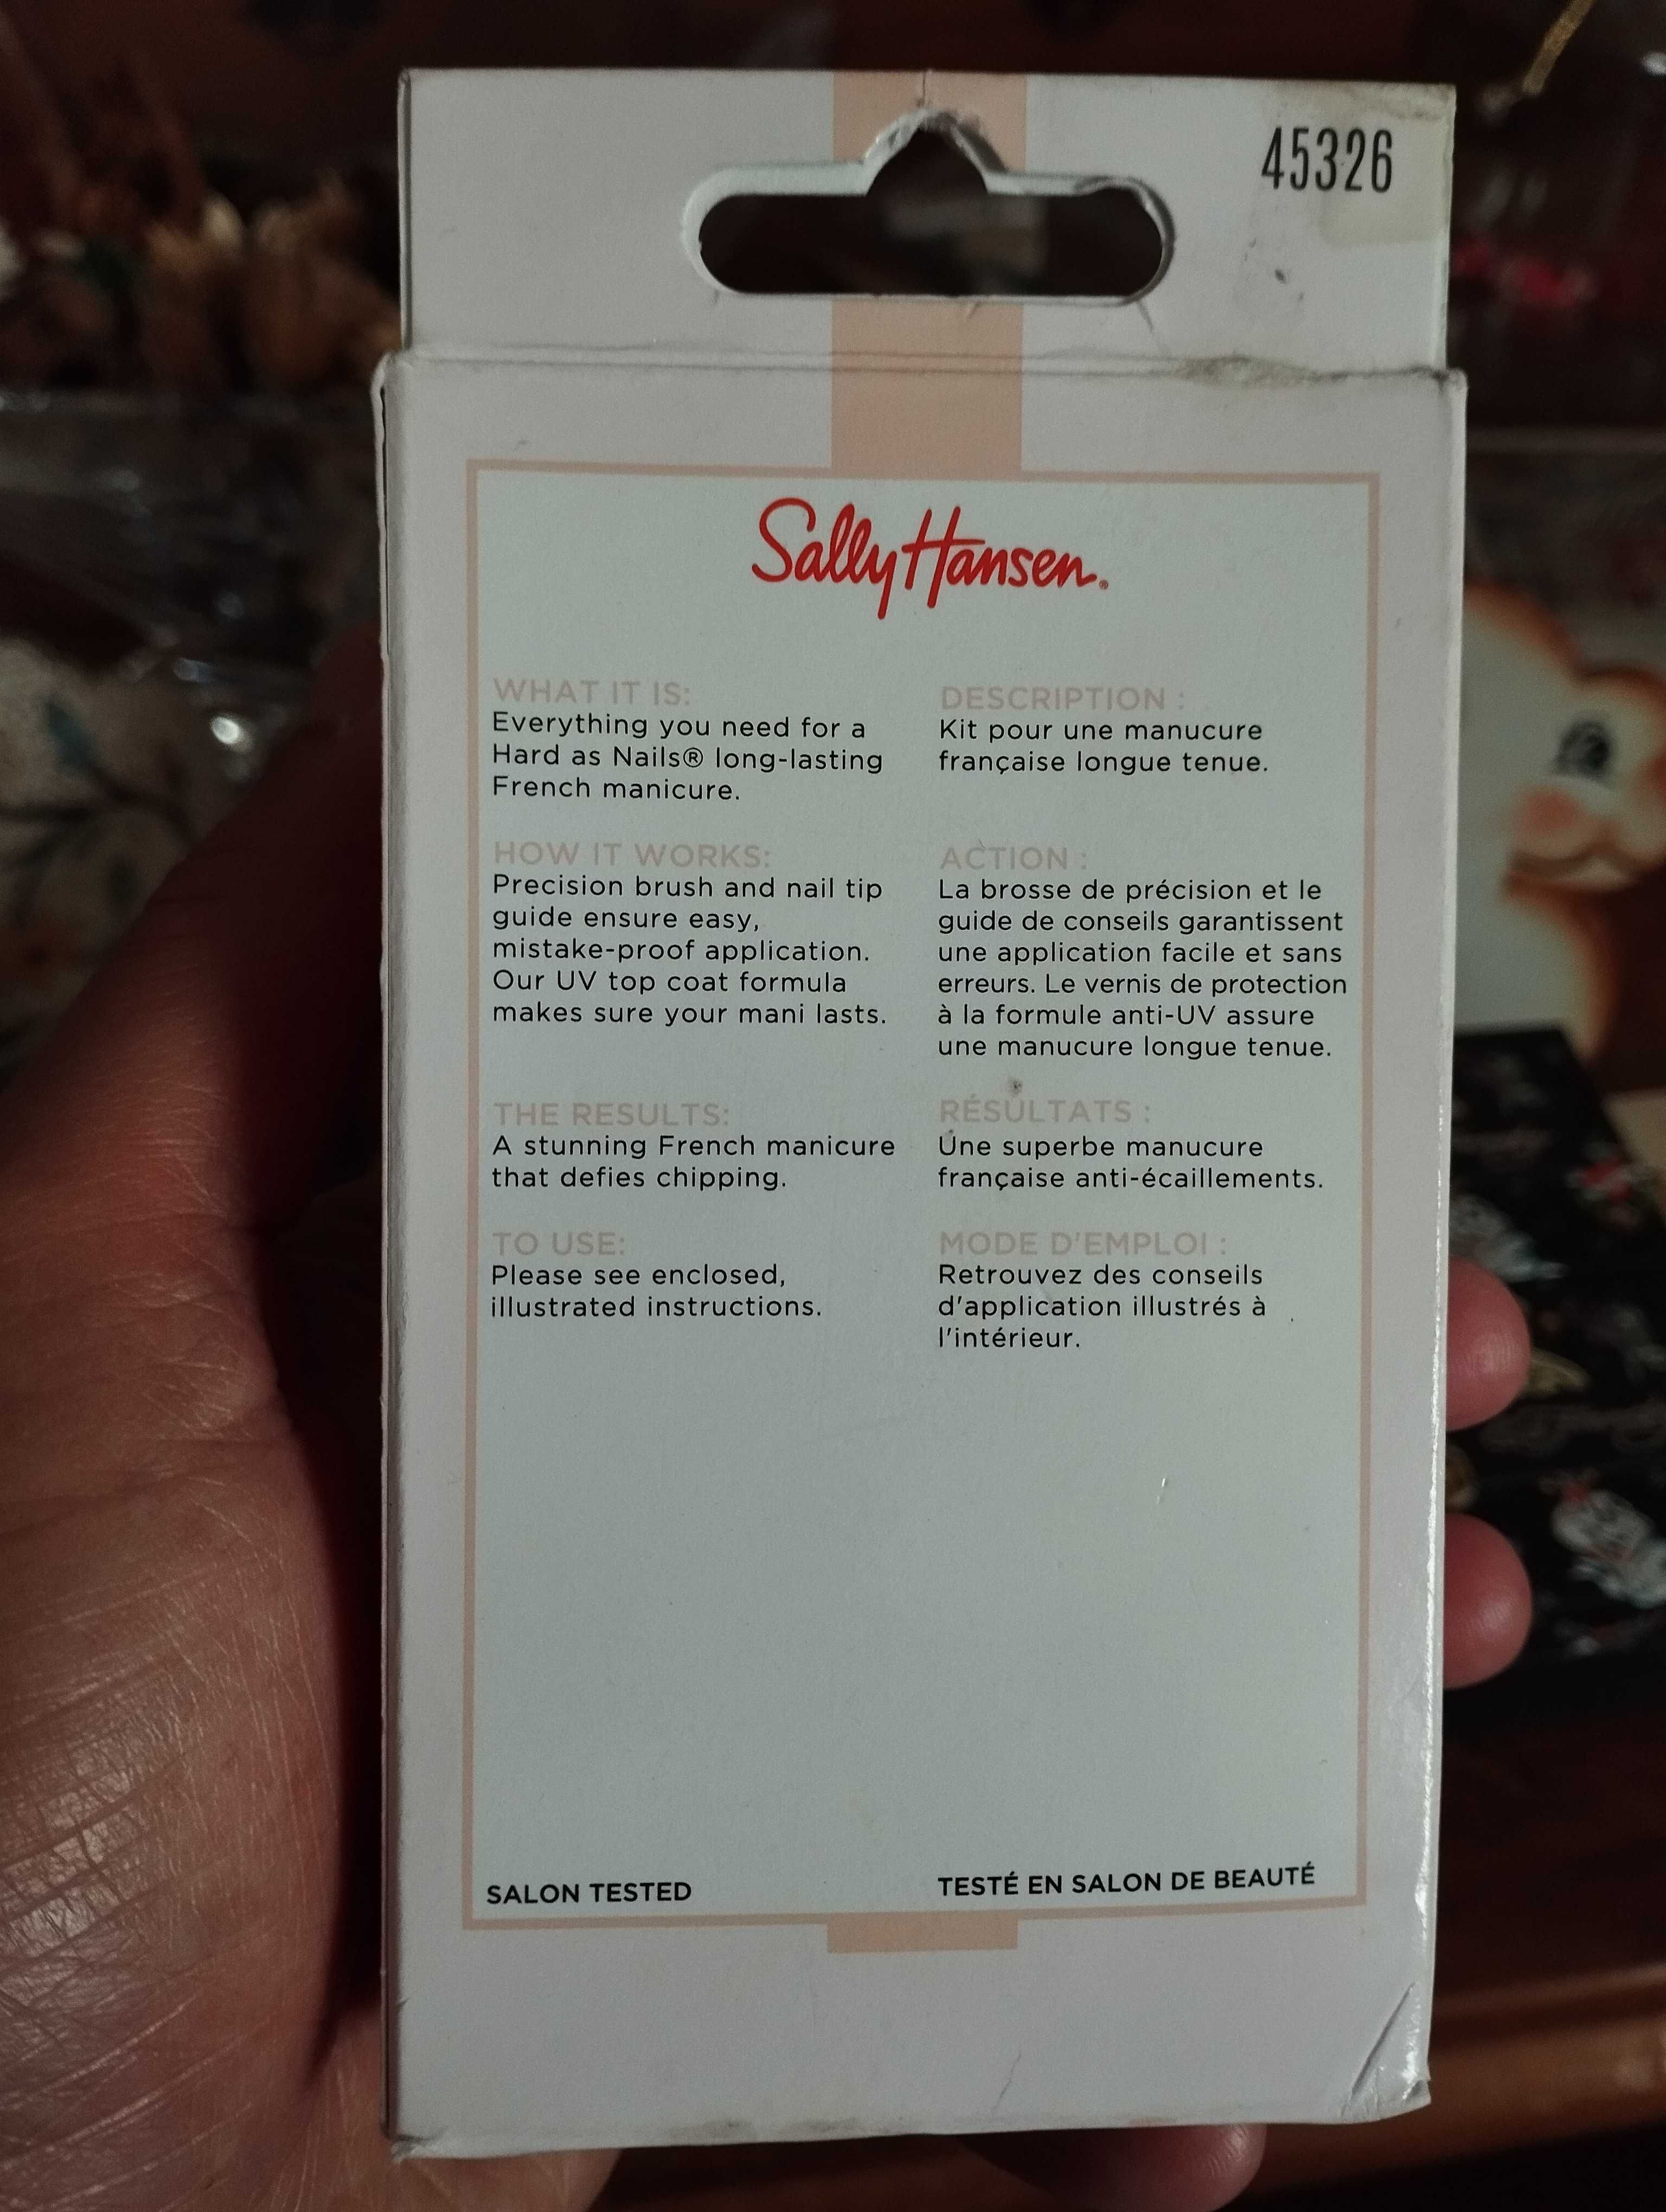 45326
Sally Hansen®
WHAT IT IS:
Everything you need for a
Hard as Nails® long-lasting
French manicure.
HOW IT WORKS:
Precision brush and nail tip
guide ensure easy,
mistake-proof application.
Our UV top coat formula
makes sure your mani lasts.
THE RESULTS:
A stunning French manicure
that defies chipping.
TO USE:
Please see enclosed,
illustrated instructions.
SALON TESTED
DESCRIPTION :
Kit pour une manucure
française longue tenue.
ACTION :
La brosse de précision et le
guide de conseils garantissent
une application facile et sans
erreurs. Le vernis de protection
à la formule anti-UV assure
une manucure longue tenue.
RÉSULTATS :
Une superbe manucure
française anti-écaillements.
MODE D'EMPLOI :
Retrouvez des conseils
d'application illustrés à
l'intérieur.
TESTÉ EN SALON DE BEAUTÉ